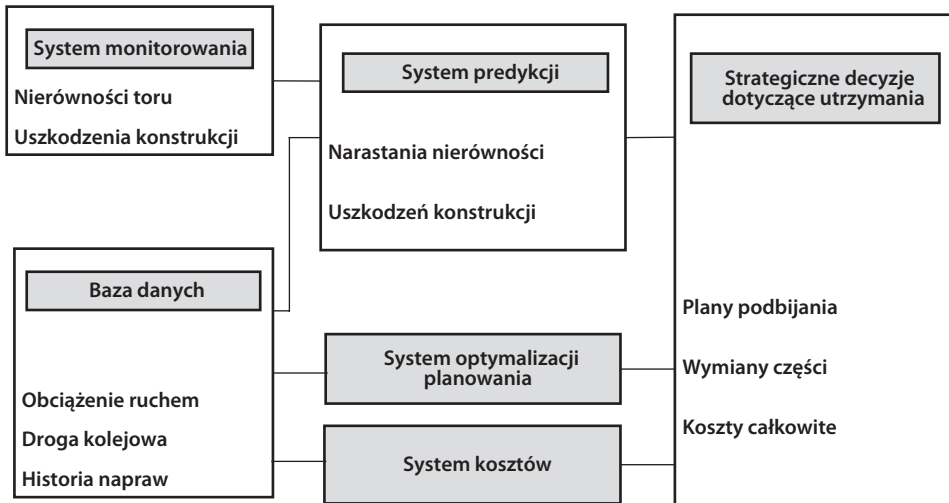 System monitorowania
Nierówności toru
Uszkodzenia konstrukcji
System predykcji
Narastania nierówności
Uszkodzeń konstrukcji
Strategiczne decyzje
dotyczące utrzymania
Plany podbijania
Wymiany części
Koszty całkowite
Baza danych
Obciążenie ruchem
Droga kolejowa
Historia napraw
System optymalizacji
planowania
System kosztów